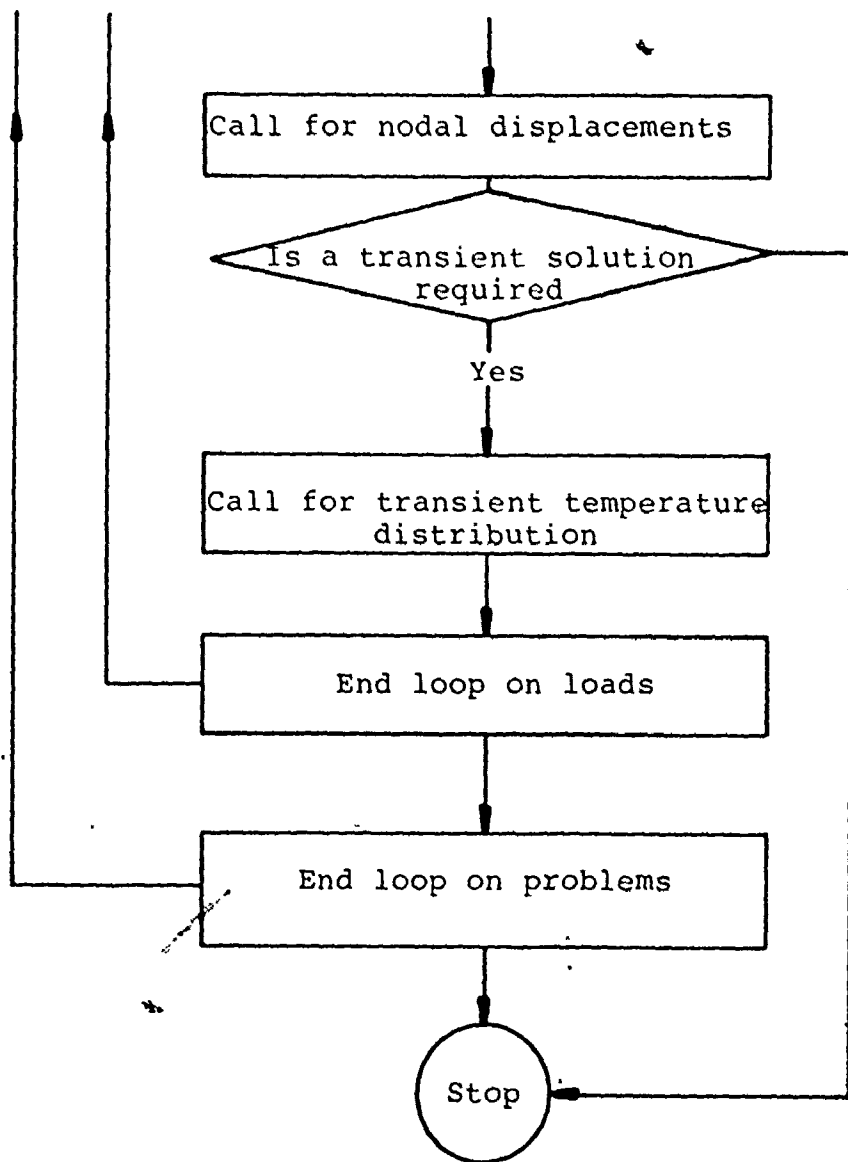 Call for nodal displacements
Is a transient solution
required
Yes
Call for transient temperature
distribution
End loop on loads
End loop on problems
Stop